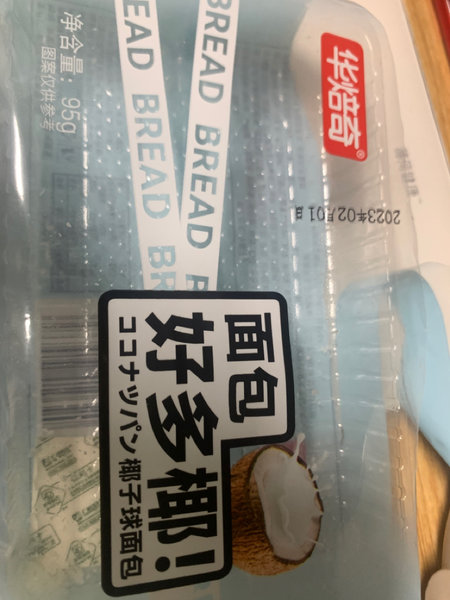 华焙奇®
2023年02月01日
BREAD BREAD BREAD
BREAD BREAD BR
净含量：95g
图案仅供参考
面包
好多椰！
ココナツパン椰子球面包